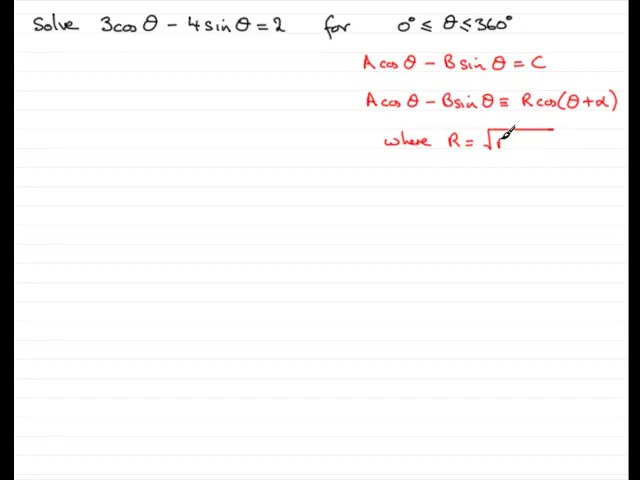 Solve 3cos θ - 4sin θ = 2 for 0° ≤ θ ≤ 360°
A cos θ - B sin θ = C
A cos θ - B sin θ ≡ R cos(θ + α)
where R = √